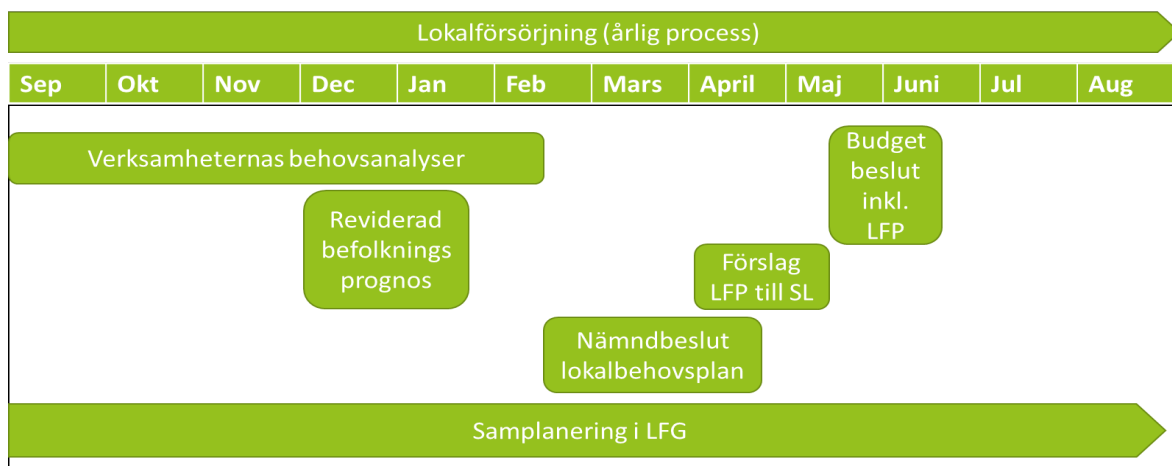 Lokalförsörjning (årlig process)
Sep Okt Nov Dec Jan Feb Mars April Maj Juni Jul Aug
Verksamheternas behovsanalyser
Budget
beslut
inkl.
LFP
Reviderad
befolknings
prognos
Förslag
LFP till SL
Nämndbeslut
lokalbehovsplan
Samplanering i LFG